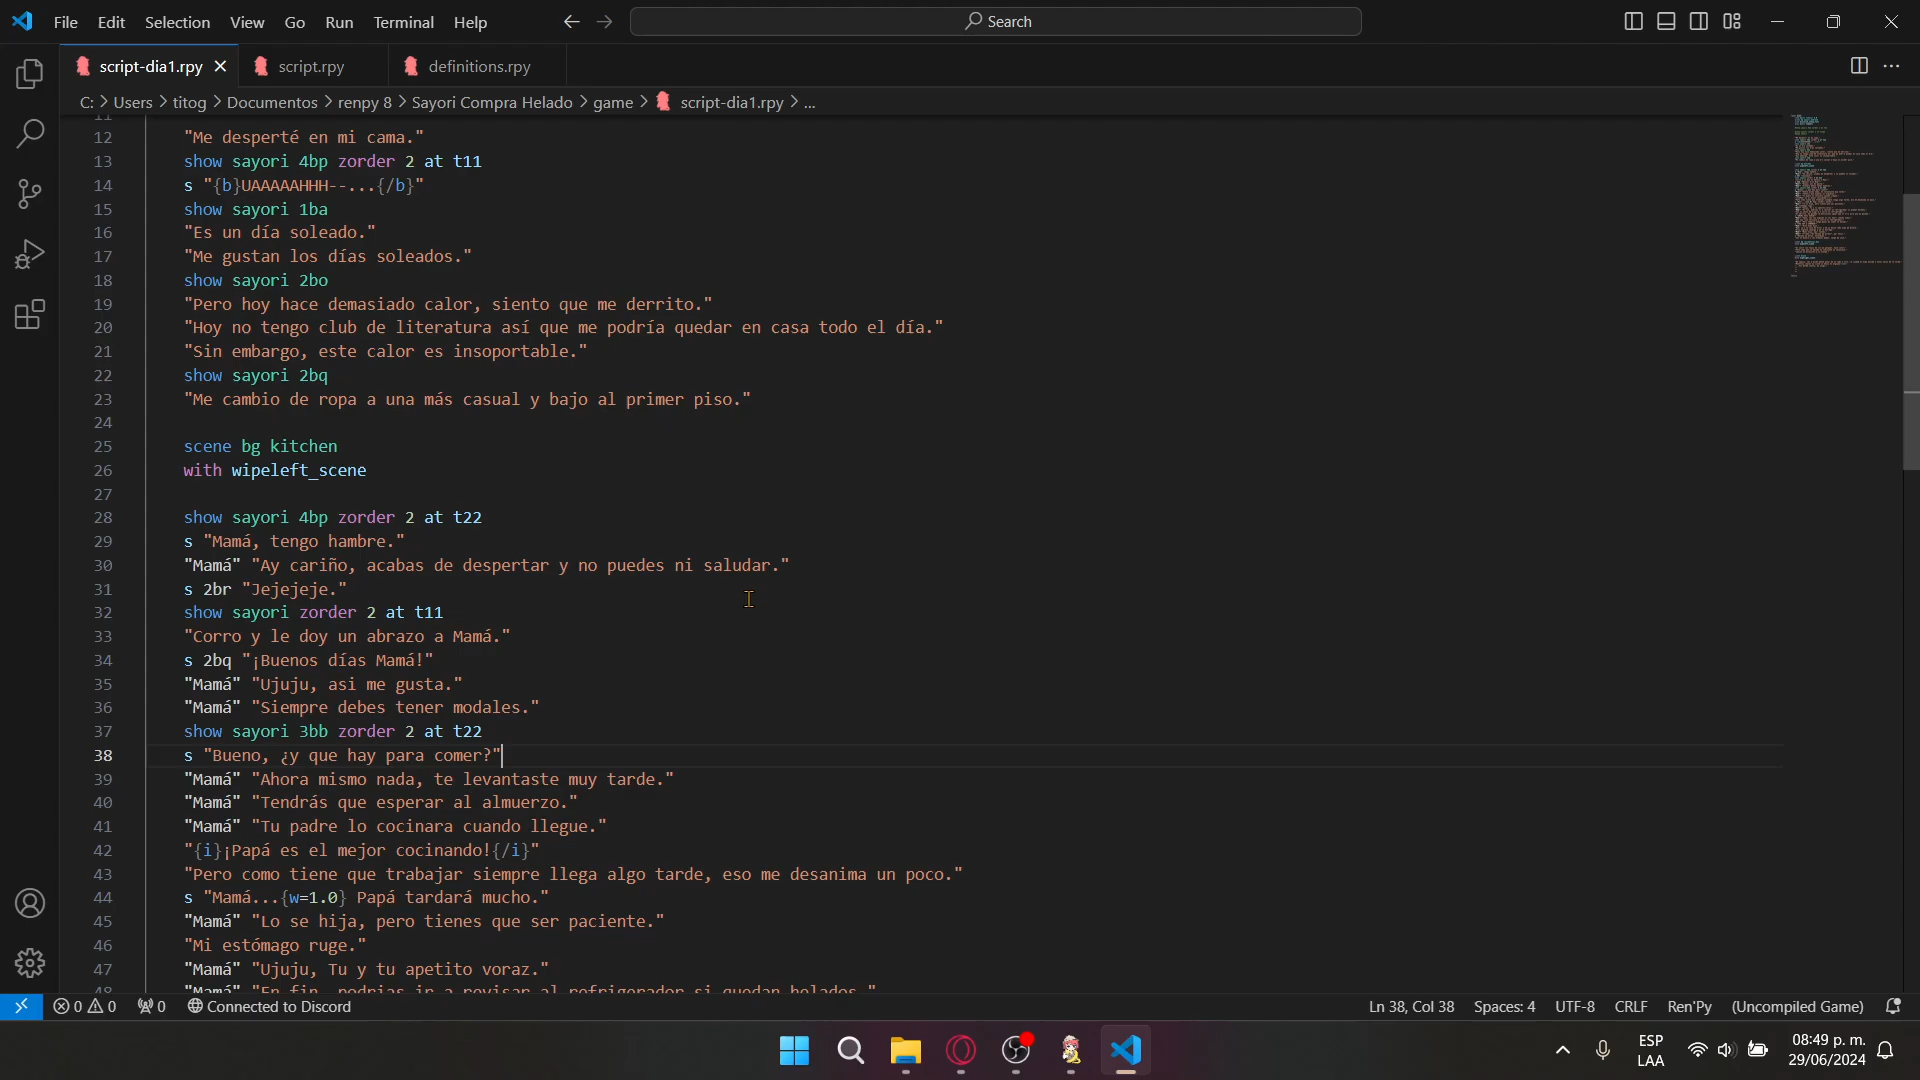 File Edit Selection View Go Run Terminal Help
Search
script-dia1.rpy
script.rpy
definitions.rpy
C: > Users > titog > Documentos > renpy 8 > Sayori Compra Helado > game > script-dia1.rpy > ...
11
12 "Me desperté en mi cama."
13 show sayori 4bp zorder 2 at t11
14 s "{b}UAAAAAHHH--...{/b}"
15 show sayori 1ba
16 "Es un día soleado."
17 "Me gustan los días soleados."
18 show sayori 2bo
19 "Pero hoy hace demasiado calor, siento que me derrito."
20 "Hoy no tengo club de literatura así que me podría quedar en casa todo el día."
21 "Sin embargo, este calor es insoportable."
22 show sayori 2bq
23 "Me cambio de ropa a una más casual y bajo al primer piso."
24
25 scene bg kitchen
26 with wipeleft_scene
27
28 show sayori 4bp zorder 2 at t22
29 s "Mamá, tengo hambre."
30 "Mamá" "Ay cariño, acabas de despertar y no puedes ni saludar."
31 s 2br "Jejejeje."
32 show sayori zorder 2 at t11
33 "Corro y le doy un abrazo a Mamá."
34 s 2bq "¡Buenos días Mamá!"
35 "Mamá" "Ujuju, asi me gusta."
36 "Mamá" "Siempre debes tener modales."
37 show sayori 3bb zorder 2 at t22
38 s "Bueno, ¿y que hay para comer?"
39 "Mamá" "Ahora mismo nada, te levantaste muy tarde."
40 "Mamá" "Tendrás que esperar al almuerzo."
41 "Mamá" "Tu padre lo cocinara cuando llegue."
42 "{i}¡Papá es el mejor cocinando!{/i}"
43 "Pero como tiene que trabajar siempre llega algo tarde, eso me desanima un poco."
44 s "Mamá...{w=1.0} Papá tardará mucho."
45 "Mamá" "Lo se hija, pero tienes que ser paciente."
46 "Mi estómago ruge."
47 "Mamá" "Ujuju, Tu y tu apetito voraz."
48 "Mamá" "En fin, podrias ir a revisar al refrigerador si quedan helados."
0 0 0 Connected to Discord
Ln 38, Col 38 Spaces: 4 UTF-8 CRLF Ren'Py (Uncompiled Game)
ESP
LAA
08:49 p. m.
29/06/2024